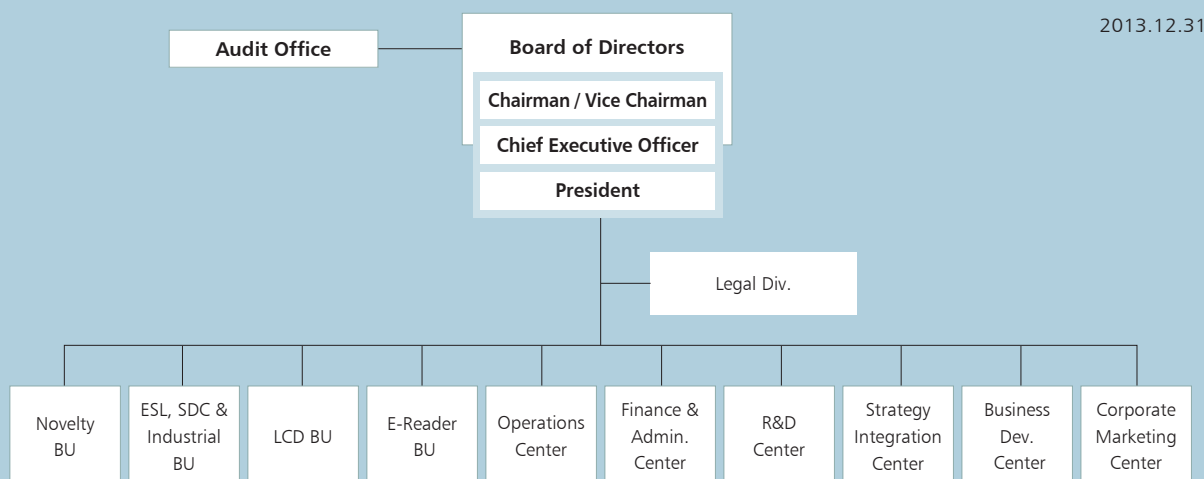 2013.12.31
Audit Office
Board of Directors
Chairman / Vice Chairman
Chief Executive Officer
President
Legal Div.
Novelty
BU
ESL, SDC &
Industrial
BU
LCD BU
E-Reader
BU
Operations
Center
Finance &
Admin.
Center
R&D
Center
Strategy
Integration
Center
Business
Dev.
Center
Corporate
Marketing
Center